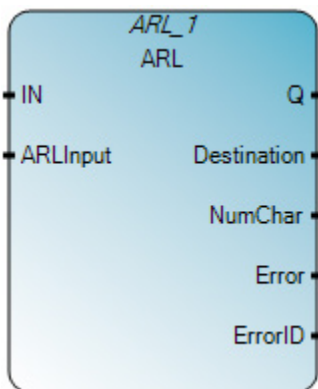 ARL_1
ARL
IN Q
ARLInput Destination
NumChar
Error
ErrorID